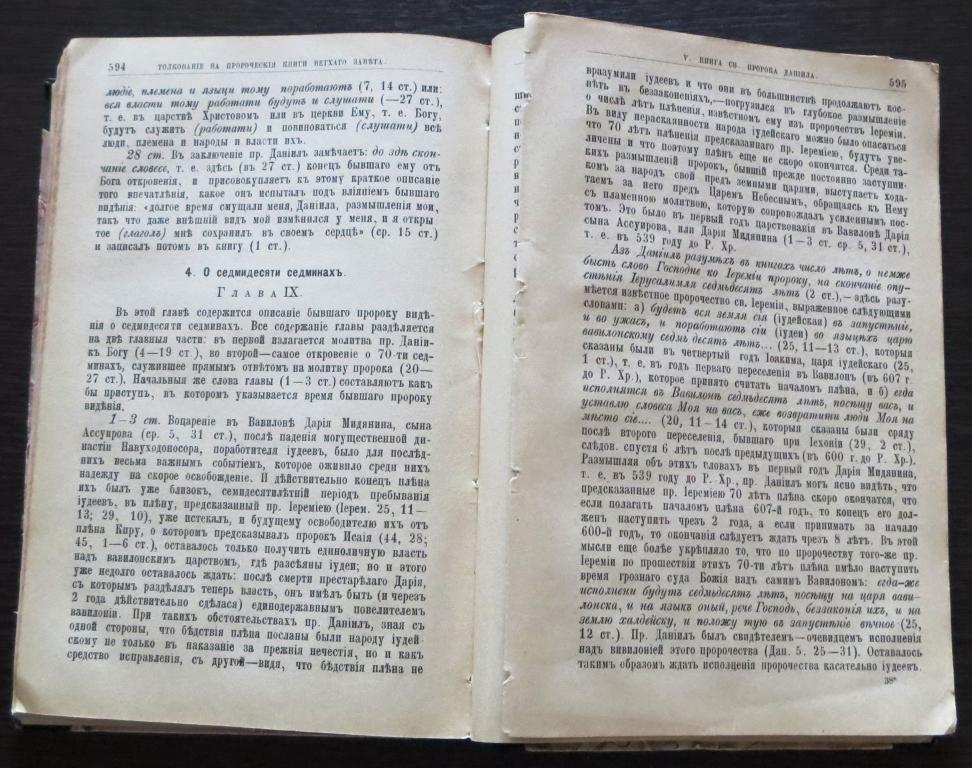 594
ТОЛКОВАНІЕ НА ПРОРОЧЕСКІЯ КНИГИ ВЕТХАГО ЗАВѢТА.
людіе, племена и языцы тому поработаютъ (7, 14 ст.) или:
вся власти тому работати будутъ и слушати (—27 ст.),
т. е. въ царствѣ Христовомъ или въ церкви Ему, т. е. Богу,
будутъ служить (работати) и повиноваться (слушати) всѣ
люди, племена и народы и власти ихъ.
28 ст. Въ заключеніе пр. Даніилъ замѣчаетъ: до здѣ скон-
чаніе словесе, т. е. здѣсь (въ 27 ст.) конецъ бывшаго ему отъ
Бога откровенія, и присовокупляетъ къ этому краткое описаніе
того впечатлѣнія, какое онъ испыталъ подъ вліяніемъ бывшаго
видѣнія: «долгое время смущали меня, Даніила, размышленія мои,
такъ что даже внѣшній видъ мой измѣнился у меня, и я откры
тое (глаголъ) мнѣ сохранилъ въ своемъ сердцѣ» (ср. 15 ст.)
и записалъ потомъ въ книгу (1 ст.).
4. О седмидесяти седминахъ.
Глава IX.
Въ этой главѣ содержится описаніе бывшаго пророку видѣ-
нія о седмидесяти седминахъ. Все содержаніе главы раздѣляется
на двѣ главныя части: въ первой излагается молитва пр. Даніи-
къ Богу (4—19 ст.), во второй—самое откровеніе о 70-ти сед-
минахъ, служившее прямымъ отвѣтомъ на молитву пророка (20—
27 ст.). Начальныя же слова главы (1—3 ст.) составляютъ какъ
бы приступъ, въ которомъ указывается время бывшаго пророку
видѣнія.
1—3 ст. Воцареніе въ Вавилонѣ Дарія Мидянина, сына
Ассуирова (ср. 5, 31 ст.), послѣ паденія могущественной ди-
настіи Навуходоносора, поработителя іудеевъ, было для послѣд-
нихъ весьма важнымъ событіемъ, которое оживило среди нихъ
надежду на скорое освобожденіе. И дѣйствительно конецъ плѣна
ихъ былъ уже близокъ, семидесятилѣтній періодъ пребыванія
іудеевъ, въ плѣну, предсказанный пр. Іереміею (Іерем. 25, 11—
13; 29, 10), уже истекалъ, и будущему освободителю ихъ отъ
плѣна Киру, о которомъ предсказывалъ пророкъ Исаія (44, 28;
45, 1—6 ст.), оставалось только получить единоличную власть
надъ вавилонскимъ царствомъ, гдѣ разсѣяны іудеи; но и этого
уже недолго оставалось ждать: послѣ смерти престарѣлаго Дарія,
съ которымъ раздѣлялъ теперь власть, онъ имѣлъ быть (и черезъ
2 года дѣйствительно сдѣлася) единодержавнымъ повелителемъ
вавилоніи. При такихъ обстоятельствахъ пр. Даніилъ, зная съ
одной стороны, что бѣдствія плѣна посланы были народу іудей-
скому не только въ наказаніе за прежнія нечестія, но и какъ
средство исправленія, съ другой—видя, что бѣдствія плѣна не
V. КНИГА СВ. ПРОРОКА ДАНІИЛА.
595
вразумили іудеевъ и что они въ большинствѣ продолжаютъ кос-
нѣть въ беззаконіяхъ,—погрузился въ глубокое размышленіе
о числѣ лѣтъ плѣненія, извѣстномъ ему изъ пророчествъ Іереміи.
Въ виду нераскаянности народа іудейскаго можно было опасаться
что 70 лѣтъ плѣненія предсказаннаго пр. Іереміею, будутъ уве-
личены и что поэтому плѣнъ еще не скоро окончится. Среди та-
кихъ размышленій пророкъ, бывшій прежде постоянно заступни-
комъ за народъ свой предъ земными царями, выступаетъ хода-
таемъ за него предъ Царемъ Небеснымъ, обращаясь къ Нему
съ пламенной молитвою, которую сопровождалъ усиленнымъ пос-
томъ. Это было въ первый годъ царствованія въ Вавилонѣ Дарія
сына Ассуирова, или Дарія Мидянина (1—3 ст. ср. 5, 31 ст.),
т. е. въ 539 году до Р. Хр.
Азъ Даніилъ разумѣхъ въ книгахъ число лѣтъ, о немже
бысть слово Господне ко Іереміи пророку, на скончаніе опу-
стѣнія Іерусалимля седмьдесятъ лѣтъ (2 ст.),—здѣсь разу-
мѣется извѣстное пророчество св. Іереміи, выраженное слѣдующими
словами: а) будетъ вся земля сія (іудейская) въ запустѣніе,
и во ужасъ, и поработаютъ сіи (іудеи) во языцѣхъ царю
вавилонскому седмь десятъ лѣтъ... (25, 11—13 ст.), которыя
сказаны были въ четвертый годъ Іоакима, царя іудейскаго (25,
1 ст.), т. е. въ годъ перваго переселенія въ Вавилонъ (въ 607 г.
до Р. Хр.), которое принято считать началомъ плѣна, и б) егда
исполнятся въ Вавилонѣ седмьдесятъ лѣтъ, посѣщу васъ, и
уставлю словеса Моя на васъ, еже возвратити люди Моя на
мѣсто сіе.... (20, 11—14 ст.), которыя сказаны были сряду
послѣ второго переселенія, бывшаго при Іехоніи (29, 2 ст.),
слѣдов. спустя 6 лѣтъ послѣ предыдущихъ (въ 600 г. до Р. Хр.).
Размышляя объ этихъ словахъ въ первый годъ Дарія Мидянина,
т. е. въ 539 году до Р. Хр., пр. Даніилъ могъ ясно видѣть, что
предсказанные пр. Іереміею 70 лѣтъ плѣна скоро окончатся, что
если полагать началомъ плѣна 607-й годъ, то конецъ его дол-
женъ наступить чрезъ 2 года, а если принимать за начало
600-й годъ, то окончанія слѣдуетъ ждать чрезъ 8 лѣтъ. Въ этой
мысли еще болѣе укрѣпляло то, что по пророчеству того-же пр.
Іереміи по прошествіи этихъ 70-ти лѣтъ плѣна имѣло наступить
время грознаго суда Божія надъ самимъ Вавилономъ: егда-же
исполнени будутъ седмьдесятъ лѣтъ, посѣщу на царя вави-
лонска, и на языкъ оный, рече Господь, беззаконія ихъ, и на
землю халдейску, и положу тую въ запустѣніе вѣчное (25,
12 ст.). Пр. Даніилъ былъ свидѣтелемъ—очевидцемъ исполненія
надъ вивилоніей этого пророчества (Дан. 5, 25—31). Оставалось
такимъ образомъ ждать исполненія пророчества касательно іудеевъ.
38*